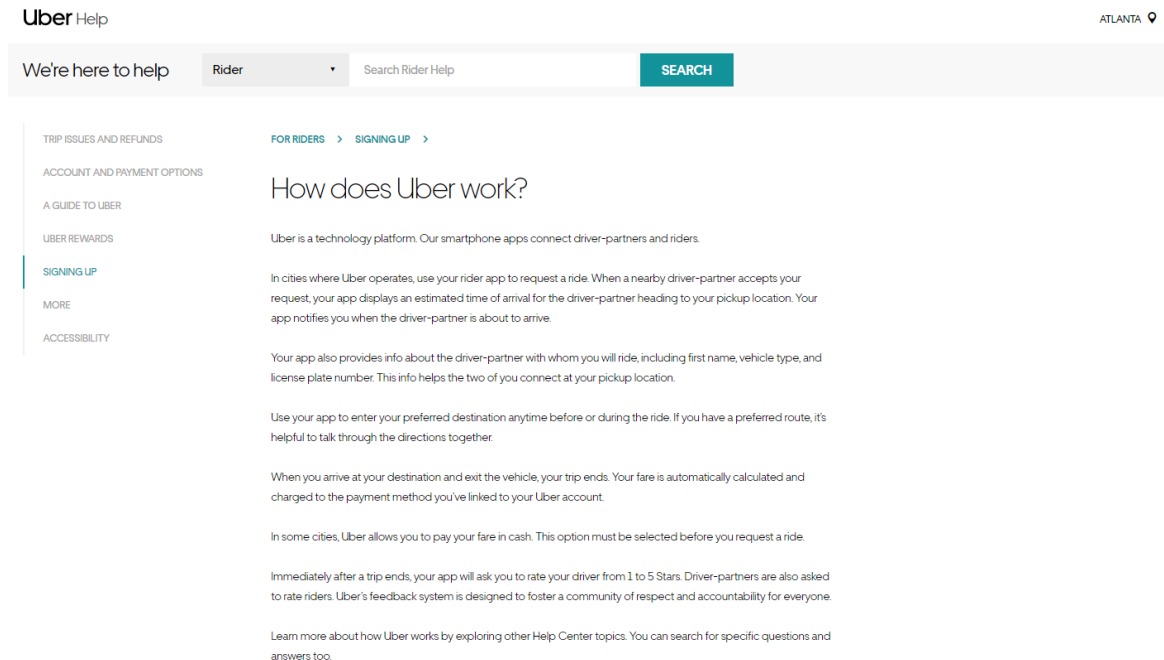 Uber Help
ATLANTA
We're here to help
Rider
Search Rider Help
SEARCH
TRIP ISSUES AND REFUNDS
ACCOUNT AND PAYMENT OPTIONS
A GUIDE TO UBER
UBER REWARDS
SIGNING UP
MORE
ACCESSIBILITY
FOR RIDERS > SIGNING UP >
How does Uber work?
Uber is a technology platform. Our smartphone apps connect driver-partners and riders.
In cities where Uber operates, use your rider app to request a ride. When a nearby driver-partner accepts your
request, your app displays an estimated time of arrival for the driver-partner heading to your pickup location. Your
app notifies you when the driver-partner is about to arrive.
Your app also provides info about the driver-partner with whom you will ride, including first name, vehicle type, and
license plate number. This info helps the two of you connect at your pickup location.
Use your app to enter your preferred destination anytime before or during the ride. If you have a preferred route, it's
helpful to talk through the directions together.
When you arrive at your destination and exit the vehicle, your trip ends. Your fare is automatically calculated and
charged to the payment method you've linked to your Uber account.
In some cities, Uber allows you to pay your fare in cash. This option must be selected before you request a ride.
Immediately after a trip ends, your app will ask you to rate your driver from 1 to 5 Stars. Driver-partners are also asked
to rate riders. Uber's feedback system is designed to foster a community of respect and accountability for everyone.
Learn more about how Uber works by exploring other Help Center topics. You can search for specific questions and
answers too.